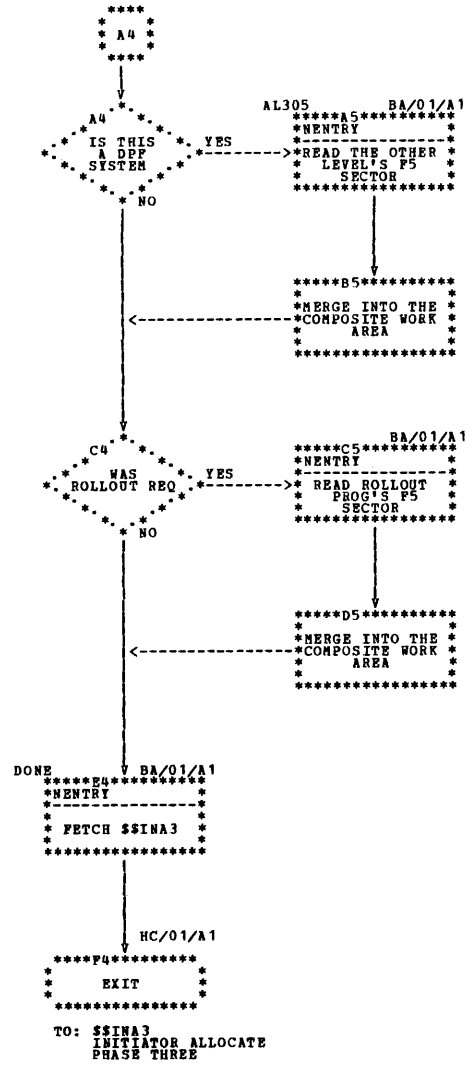 A4
A4
IS THIS
A DPF
SYSTEM
YES
NO
AL305
BA/01/A1
A5
NENTRY
READ THE OTHER
LEVEL'S F5
SECTOR
B5
MERGE INTO THE
COMPOSITE WORK
AREA
C4
WAS
ROLLOUT REQ
YES
NO
BA/01/A1
C5
NENTRY
READ ROLLOUT
PROG'S F5
SECTOR
D5
MERGE INTO THE
COMPOSITE WORK
AREA
DONE
BA/01/A1
E4
NENTRY
FETCH $$INA3
HC/01/A1
F4
EXIT
TO: $$INA3
INITIATOR ALLOCATE
PHASE THREE